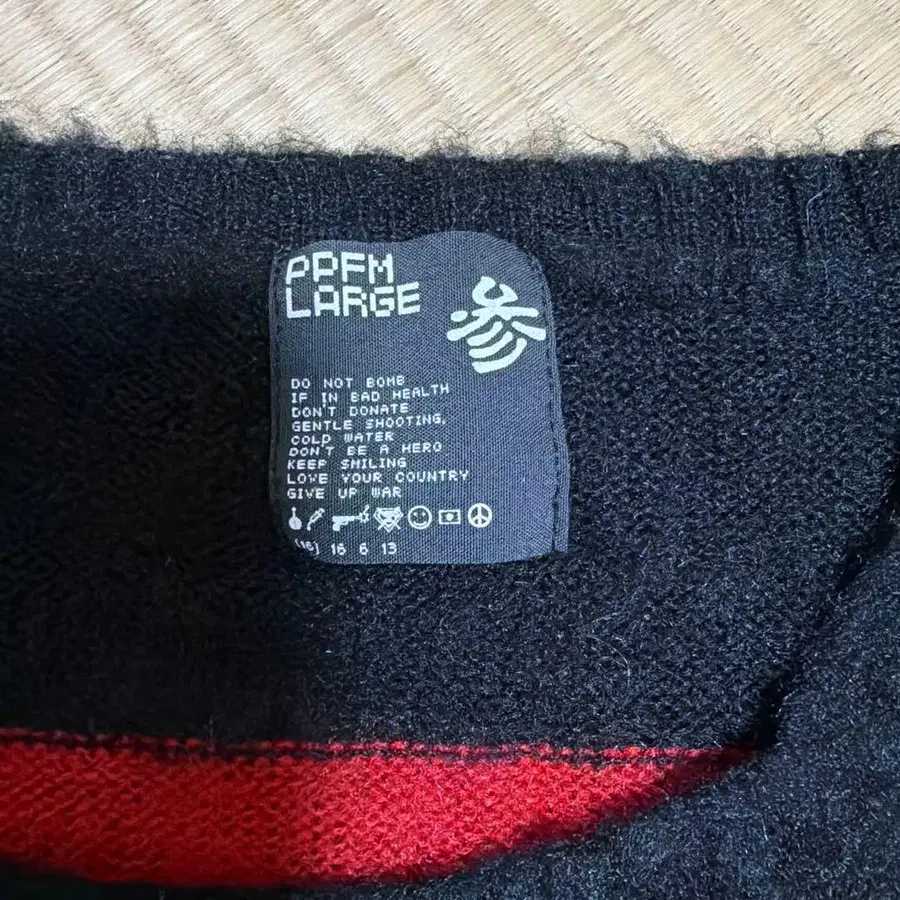 PPFM
LARGE
参
DO NOT BOMB
IF IN BAD HEALTH
DON'T DONATE
GENTLE SHOOTING,
COLD WATER
DON'T BE A HERO
KEEP SMILING
LOVE YOUR COUNTRY
GIVE UP WAR
(16) 16 6 13